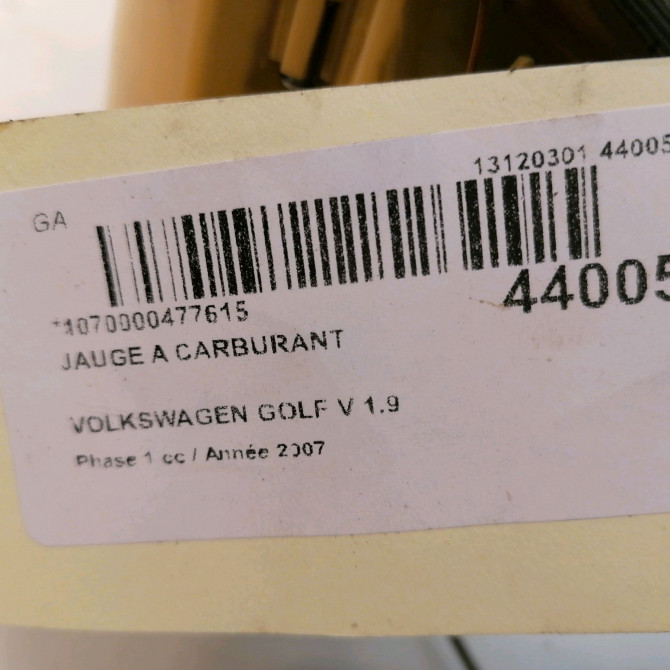 13120301 44005
GA
*1070000477615
44005
JAUGE A CARBURANT
VOLKSWAGEN GOLF V 1.9
Phase 1 cc / Année 2007